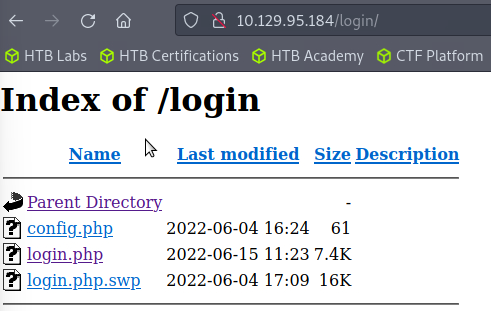 10.129.95.184/login/
HTB Labs HTB Certifications HTB Academy CTF Platform
Index of /login
Name Last modified Size Description
Parent Directory -
config.php 2022-06-04 16:24 61
login.php 2022-06-15 11:23 7.4K
login.php.swp 2022-06-04 17:09 16K